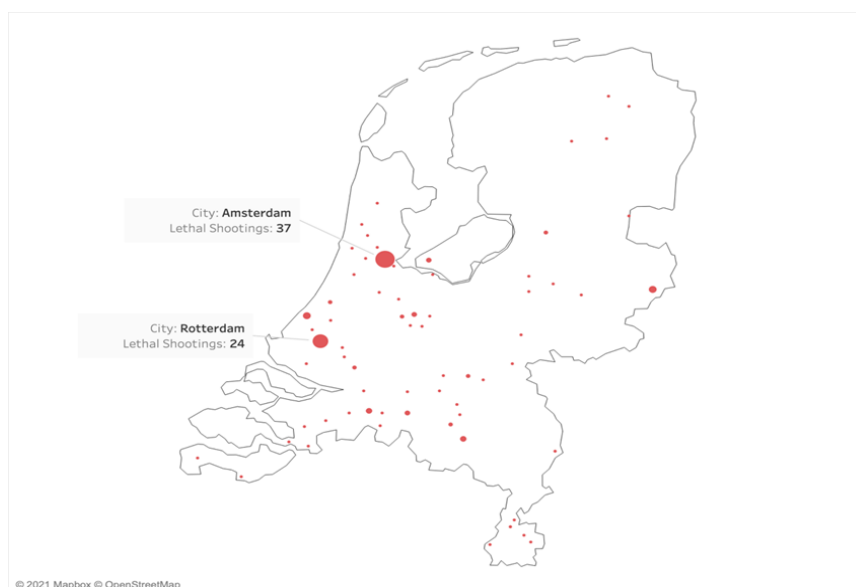 City: Amsterdam
Lethal Shootings: 37
City: Rotterdam
Lethal Shootings: 24
© 2021 Mapbox © OpenStreetMap